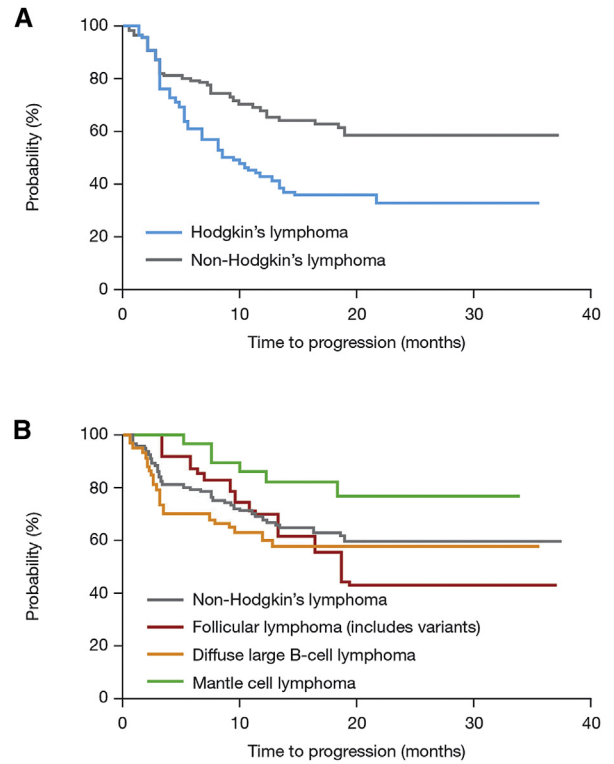 A
100
80
60
40
20
0
Probability (%)
Hodgkin's lymphoma
Non-Hodgkin's lymphoma
0 10 20 30 40
Time to progression (months)
B
100
80
60
40
20
0
Probability (%)
Non-Hodgkin's lymphoma
Follicular lymphoma (includes variants)
Diffuse large B-cell lymphoma
Mantle cell lymphoma
0 10 20 30 40
Time to progression (months)